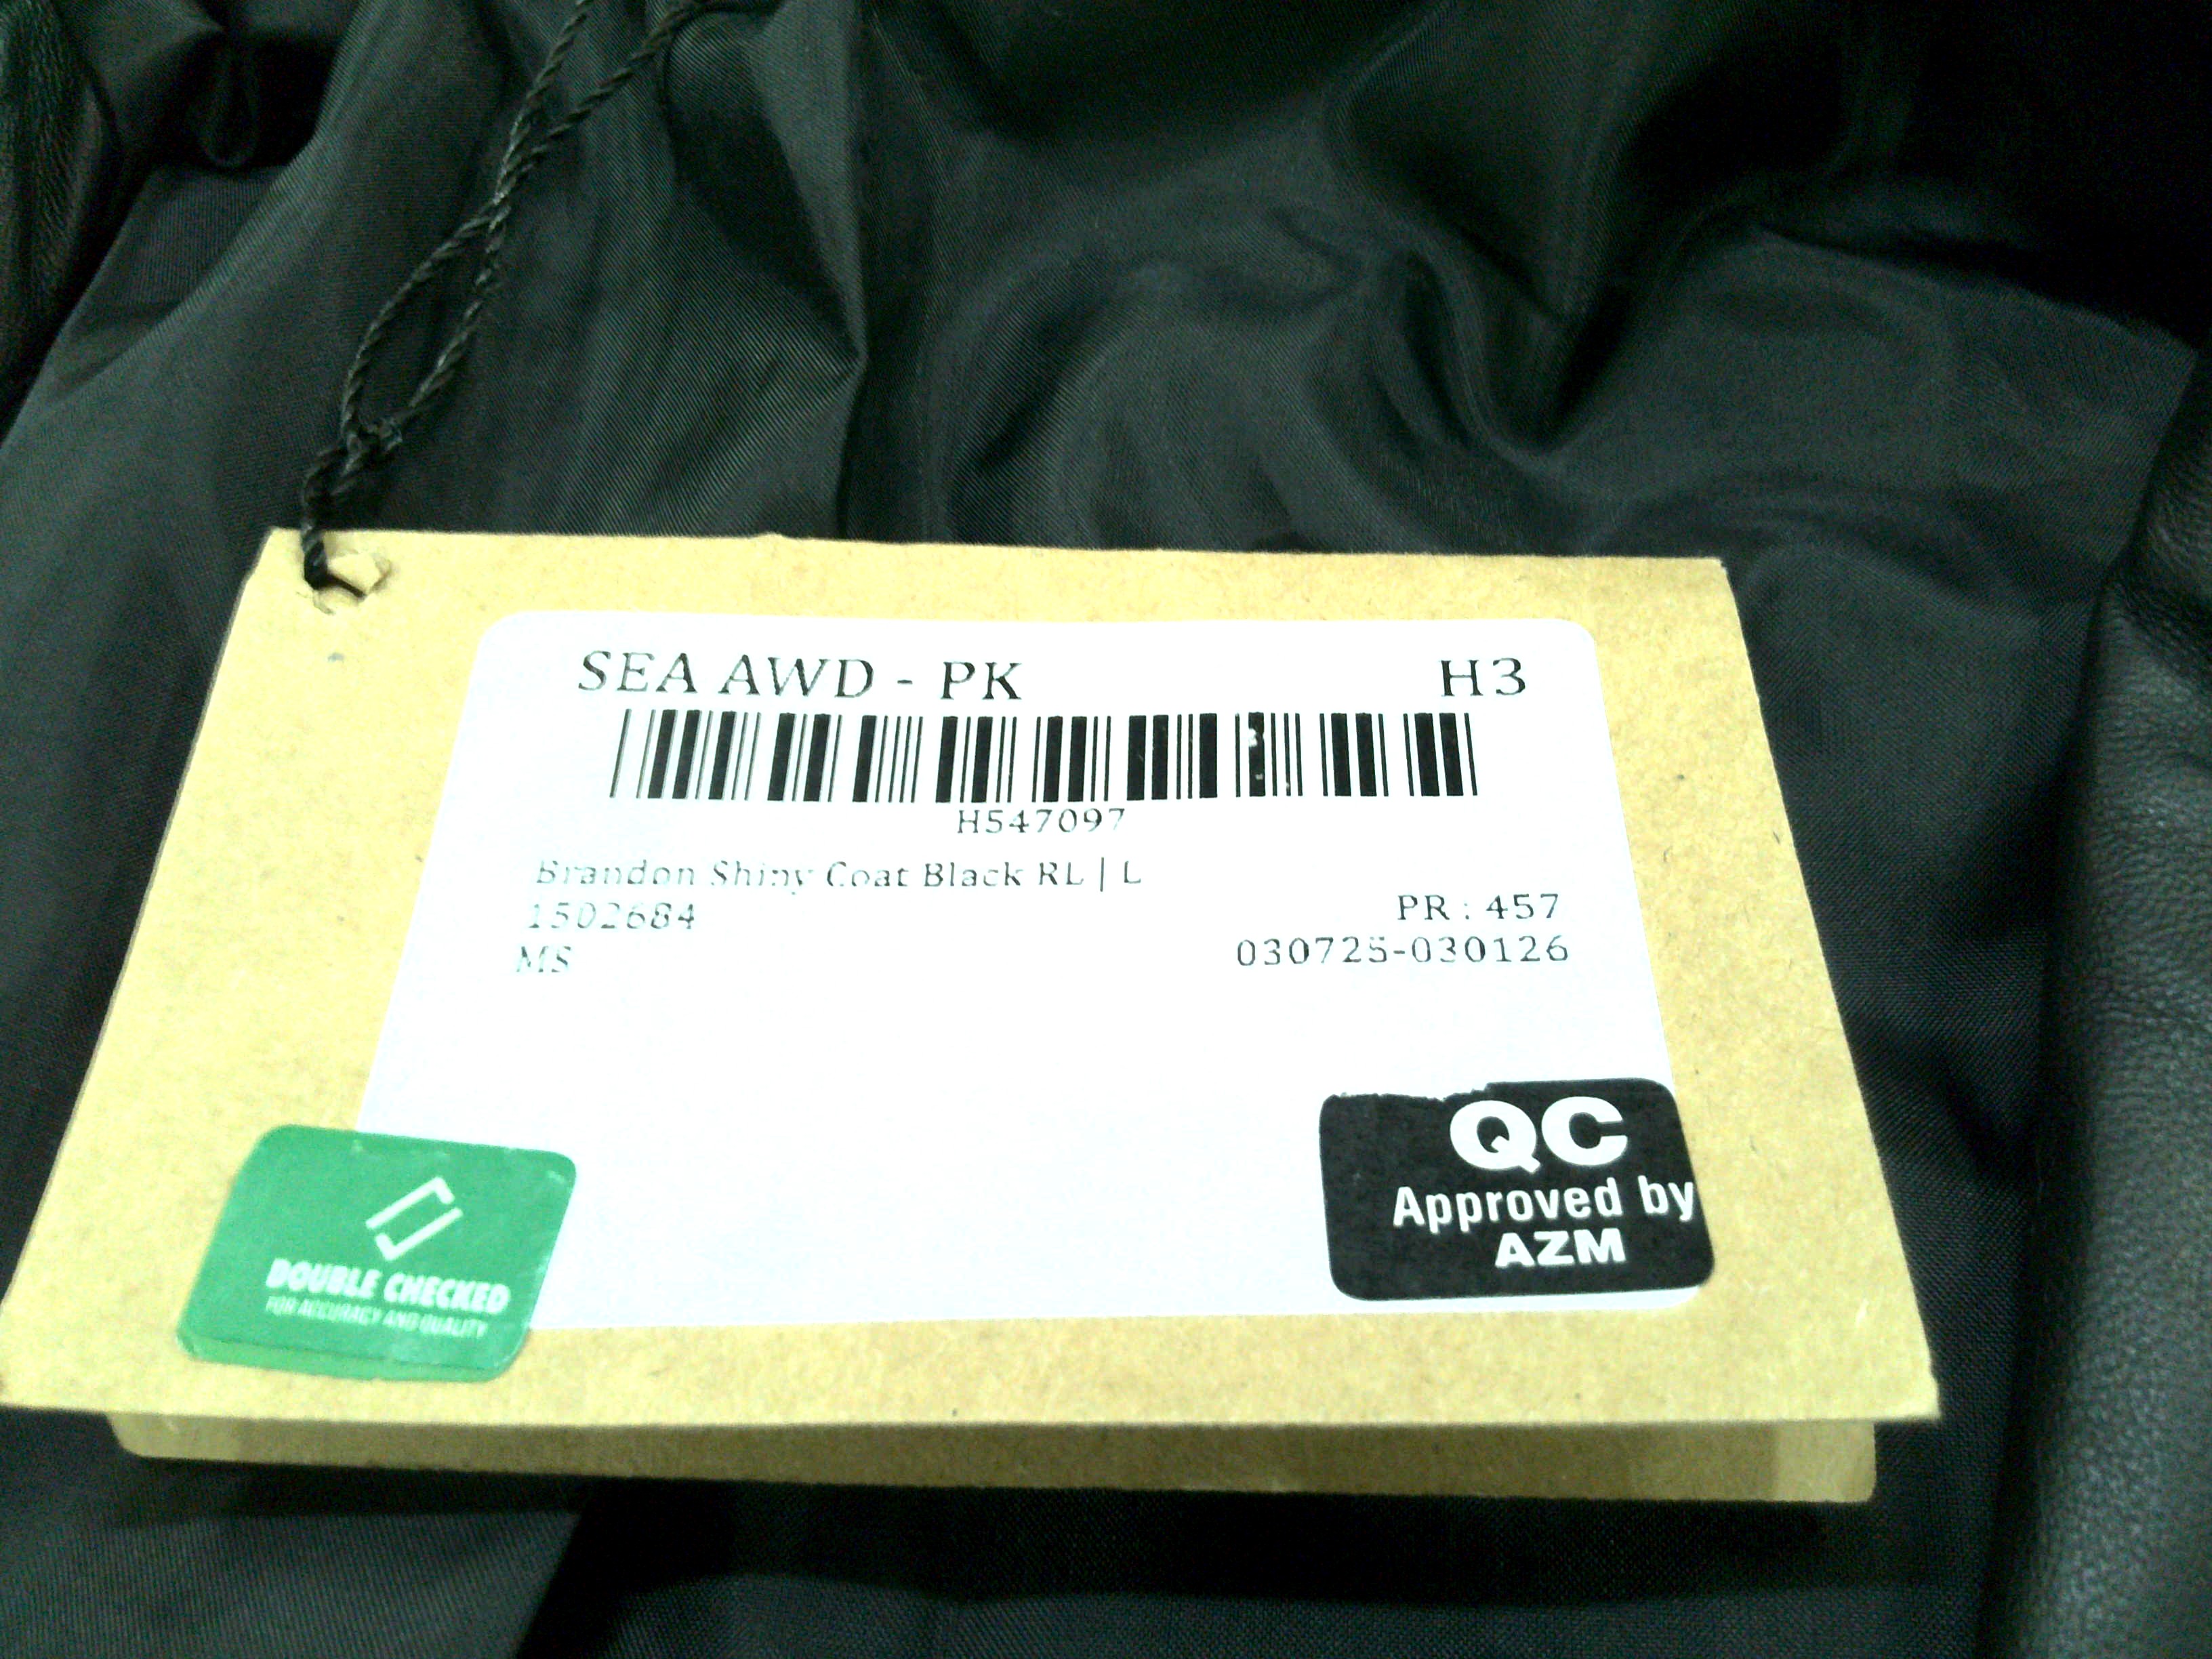 SEA AWD - PK H3
H547097
Brandon Shiny Coat Black RL | L
1502684 PR : 457
MS 030725-030126
QC
Approved by
AZM
DOUBLE CHECKED
FOR ACCURACY AND QUALITY